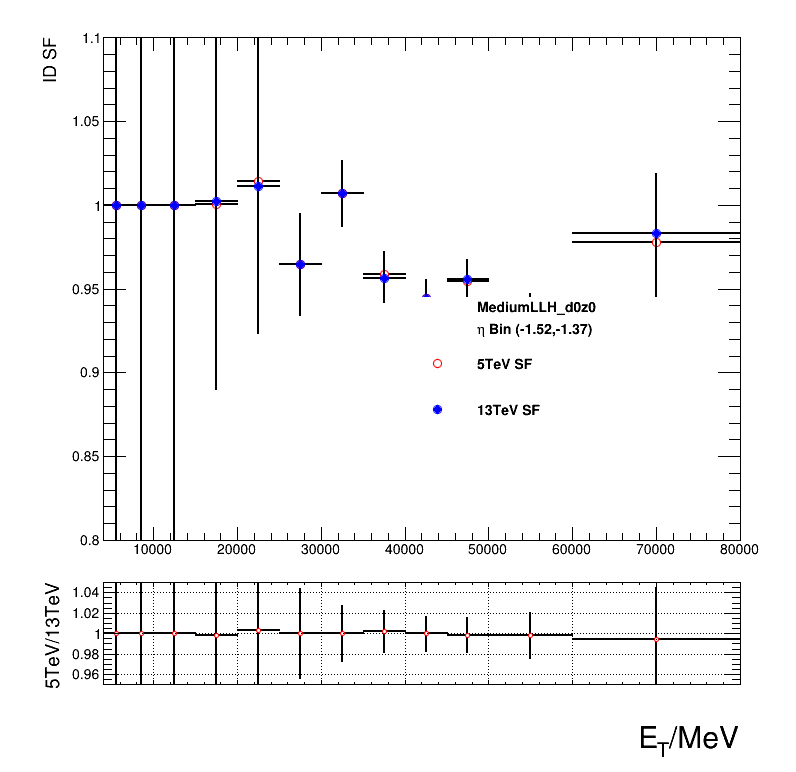 ID SF
1.1
1.05
1
0.95
0.9
0.85
0.8
MediumLLH_d0z0
η Bin (-1.52,-1.37)
5TeV SF
13TeV SF
10000 20000 30000 40000 50000 60000 70000 80000
5TeV/13TeV
1.04
1.02
1
0.98
0.96
E_T/MeV